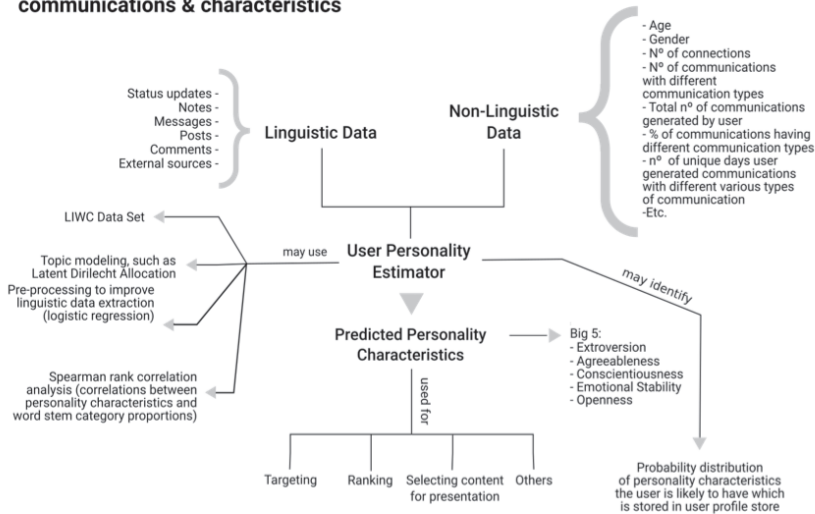 communications & characteristics
Status updates -
Notes -
Messages -
Posts -
Comments -
External sources -
Linguistic Data
Non-Linguistic
Data
- Age
- Gender
- Nº of connections
- Nº of communications
with different
communication types
- Total nº of communications
generated by user
- % of communications having
different communication types
- nº of unique days user
generated communications
with different various types
of communication
-Etc.
LIWC Data Set
Topic modeling, such as
Latent Dirilecht Allocation
Pre-processing to improve
linguistic data extraction
(logistic regression)
Spearman rank correlation
analysis (correlations between
personality characteristics and
word stem category proportions)
may use
User Personality
Estimator
may identify
Predicted Personality
Characteristics
Big 5:
- Extroversion
- Agreeableness
- Conscientiousness
- Emotional Stability
- Openness
used for
Targeting
Ranking
Selecting content
for presentation
Others
Probability distribution
of personality characteristics
the user is likely to have which
is stored in user profile store